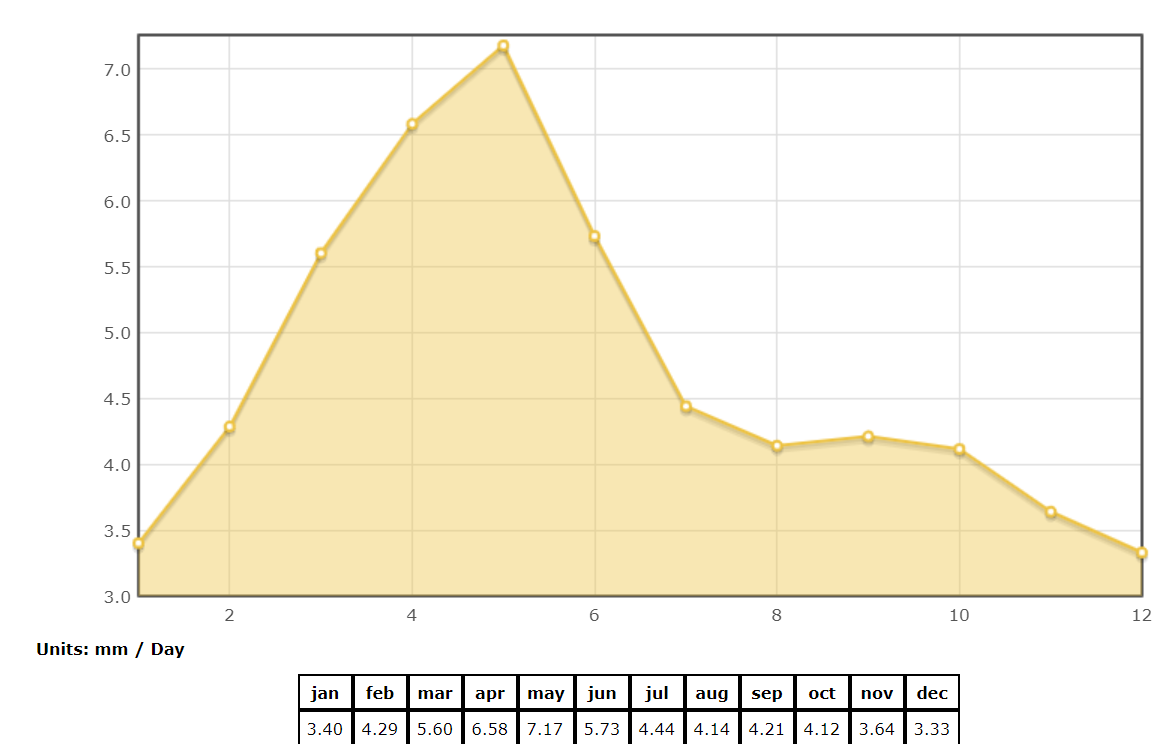 7.0
6.5
6.0
5.5
5.0
4.5
4.0
3.5
3.0
2 4 6 8 10 12
Units: mm / Day
jan feb mar apr may jun jul aug sep oct nov dec
3.40 4.29 5.60 6.58 7.17 5.73 4.44 4.14 4.21 4.12 3.64 3.33